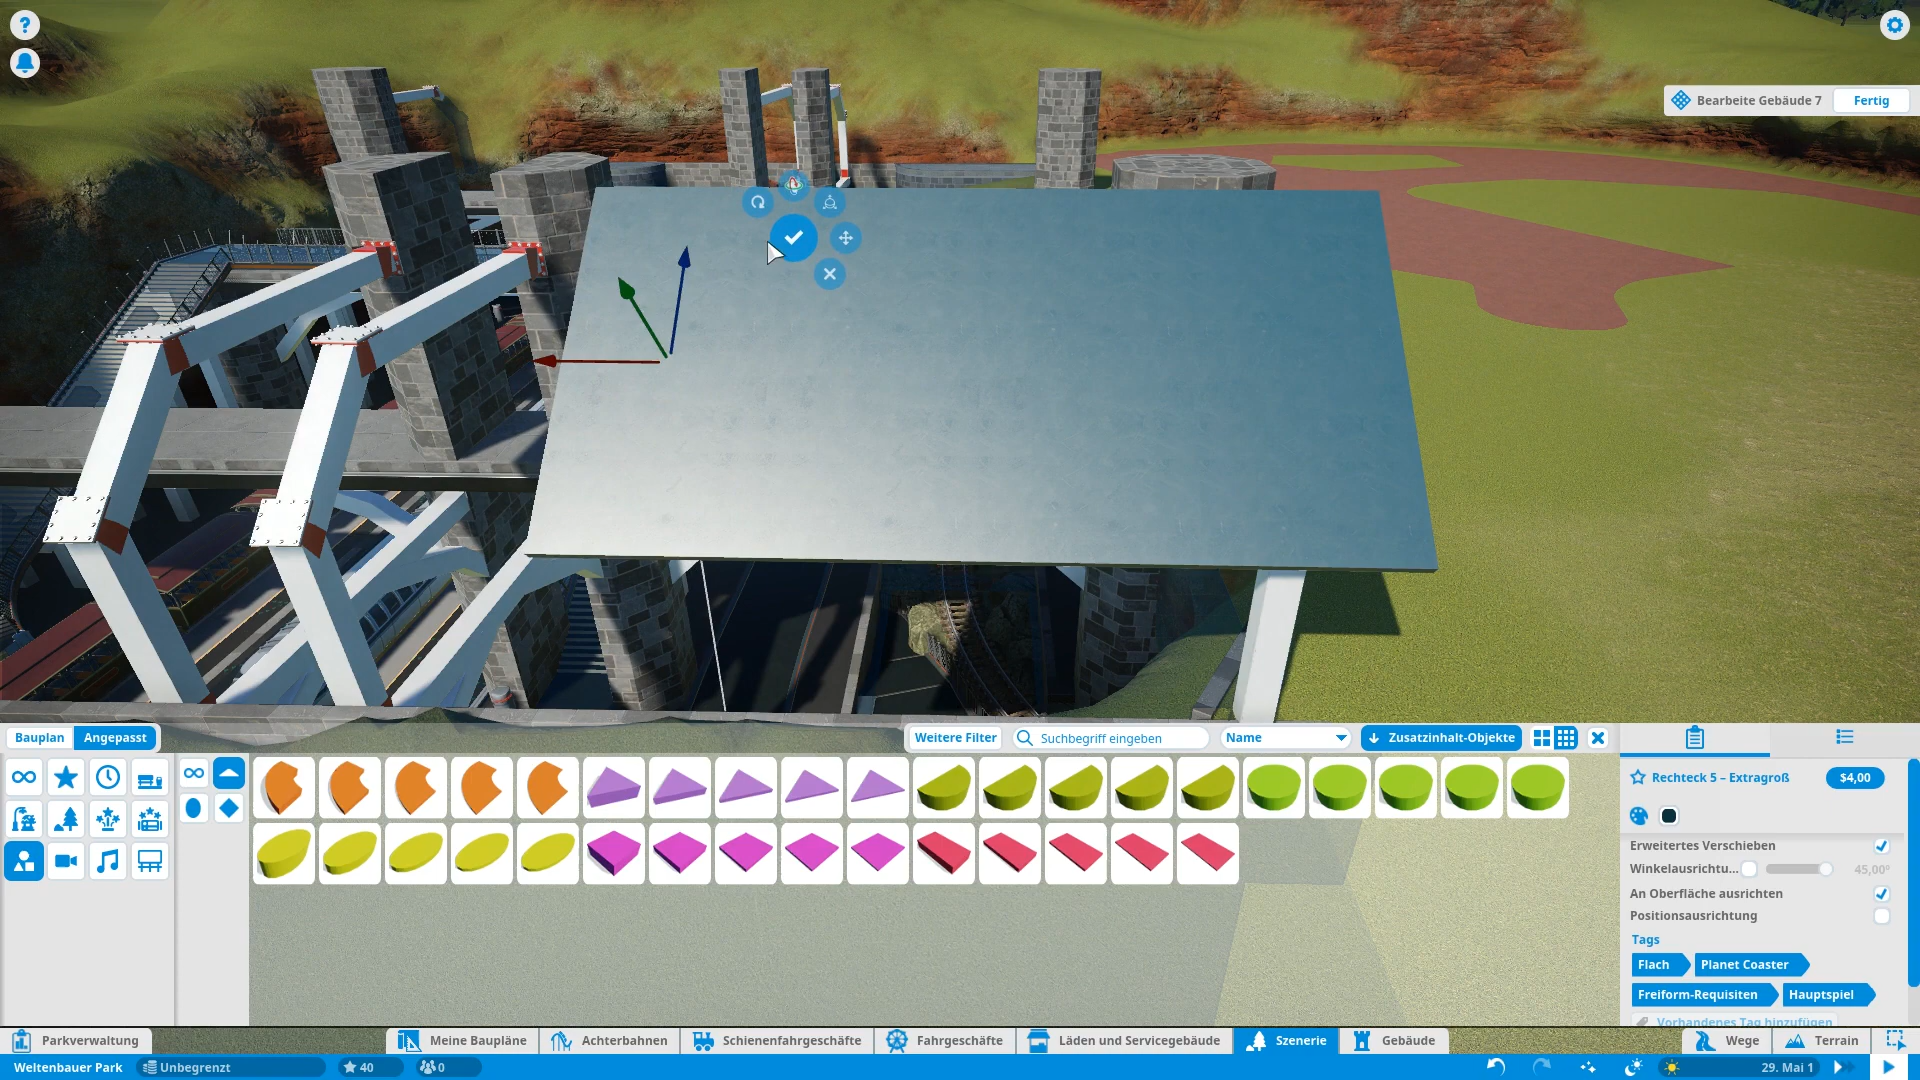 ?
Bearbeite Gebäude 7
Fertig
Bauplan
Angepasst
Weitere Filter
Suchbegriff eingeben
Name
Zusatzinhalt-Objekte
Rechteck 5 – Extragroß
$4,00
Erweitertes Verschieben
Winkelausrichtu...
45,00°
An Oberfläche ausrichten
Positionsausrichtung
Tags
Flach
Planet Coaster
Freiform-Requisiten
Hauptspiel
Vorhandenes Tag hinzufügen
Parkverwaltung
Meine Baupläne
Achterbahnen
Schienenfahrgeschäfte
Fahrgeschäfte
Läden und Servicegebäude
Szenerie
Gebäude
Wege
Terrain
Weltenbauer Park
Unbegrenzt
40
0
29. Mai 1